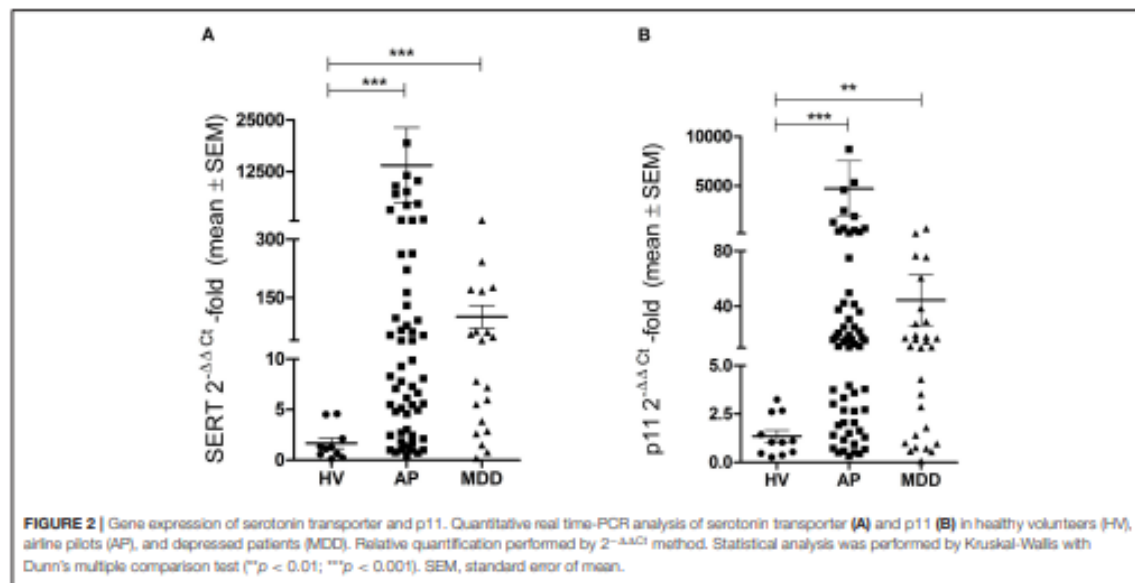 A
B
***
***
**
***
SERT 2^-ΔΔCt -fold (mean ± SEM)
25000
12500
300
150
10
5
0
HV AP MDD
p11 2^-ΔΔCt -fold (mean ± SEM)
10000
5000
80
40
5.0
2.5
0.0
HV AP MDD
FIGURE 2 | Gene expression of serotonin transporter and p11. Quantitative real time-PCR analysis of serotonin transporter (A) and p11 (B) in healthy volunteers (HV),
airline pilots (AP), and depressed patients (MDD). Relative quantification performed by 2^-ΔΔCt method. Statistical analysis was performed by Kruskal-Wallis with
Dunn's multiple comparison test (**p < 0.01; ***p < 0.001). SEM, standard error of mean.